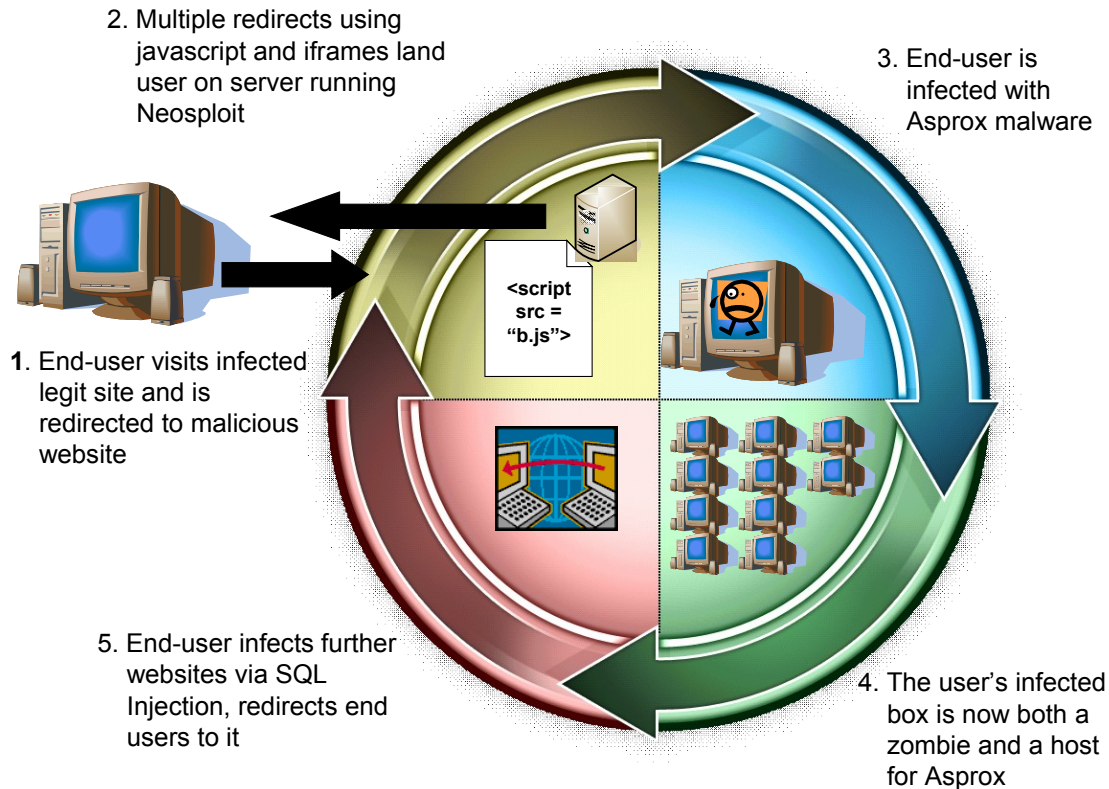 2. Multiple redirects using
javascript and iframes land
user on server running
Neosploit
3. End-user is
infected with
Asprox malware
<script
src =
“b.js”>
1. End-user visits infected
legit site and is
redirected to malicious
website
5. End-user infects further
websites via SQL
Injection, redirects end
users to it
4. The user’s infected
box is now both a
zombie and a host
for Asprox